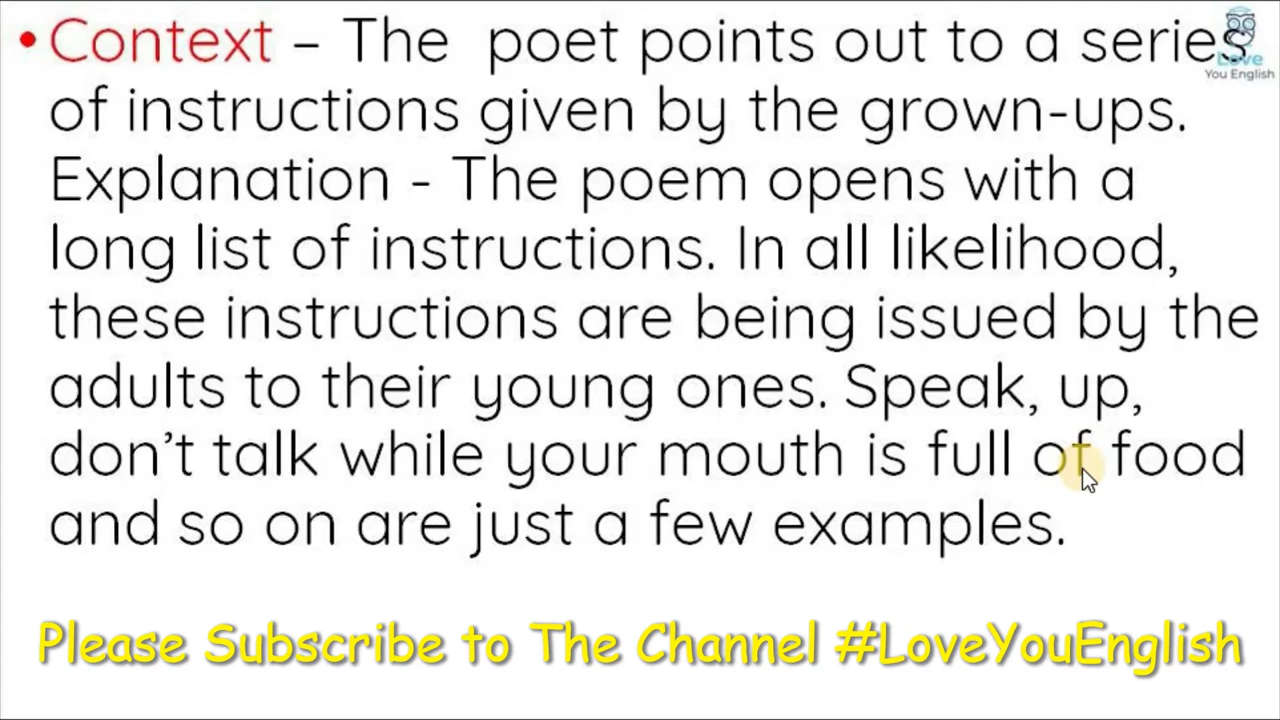 • Context – The poet points out to a series
of instructions given by the grown-ups.
Explanation - The poem opens with a
long list of instructions. In all likelihood,
these instructions are being issued by the
adults to their young ones. Speak, up,
don't talk while your mouth is full of food
and so on are just a few examples.
Love
You English
Please Subscribe to The Channel #LoveYouEnglish